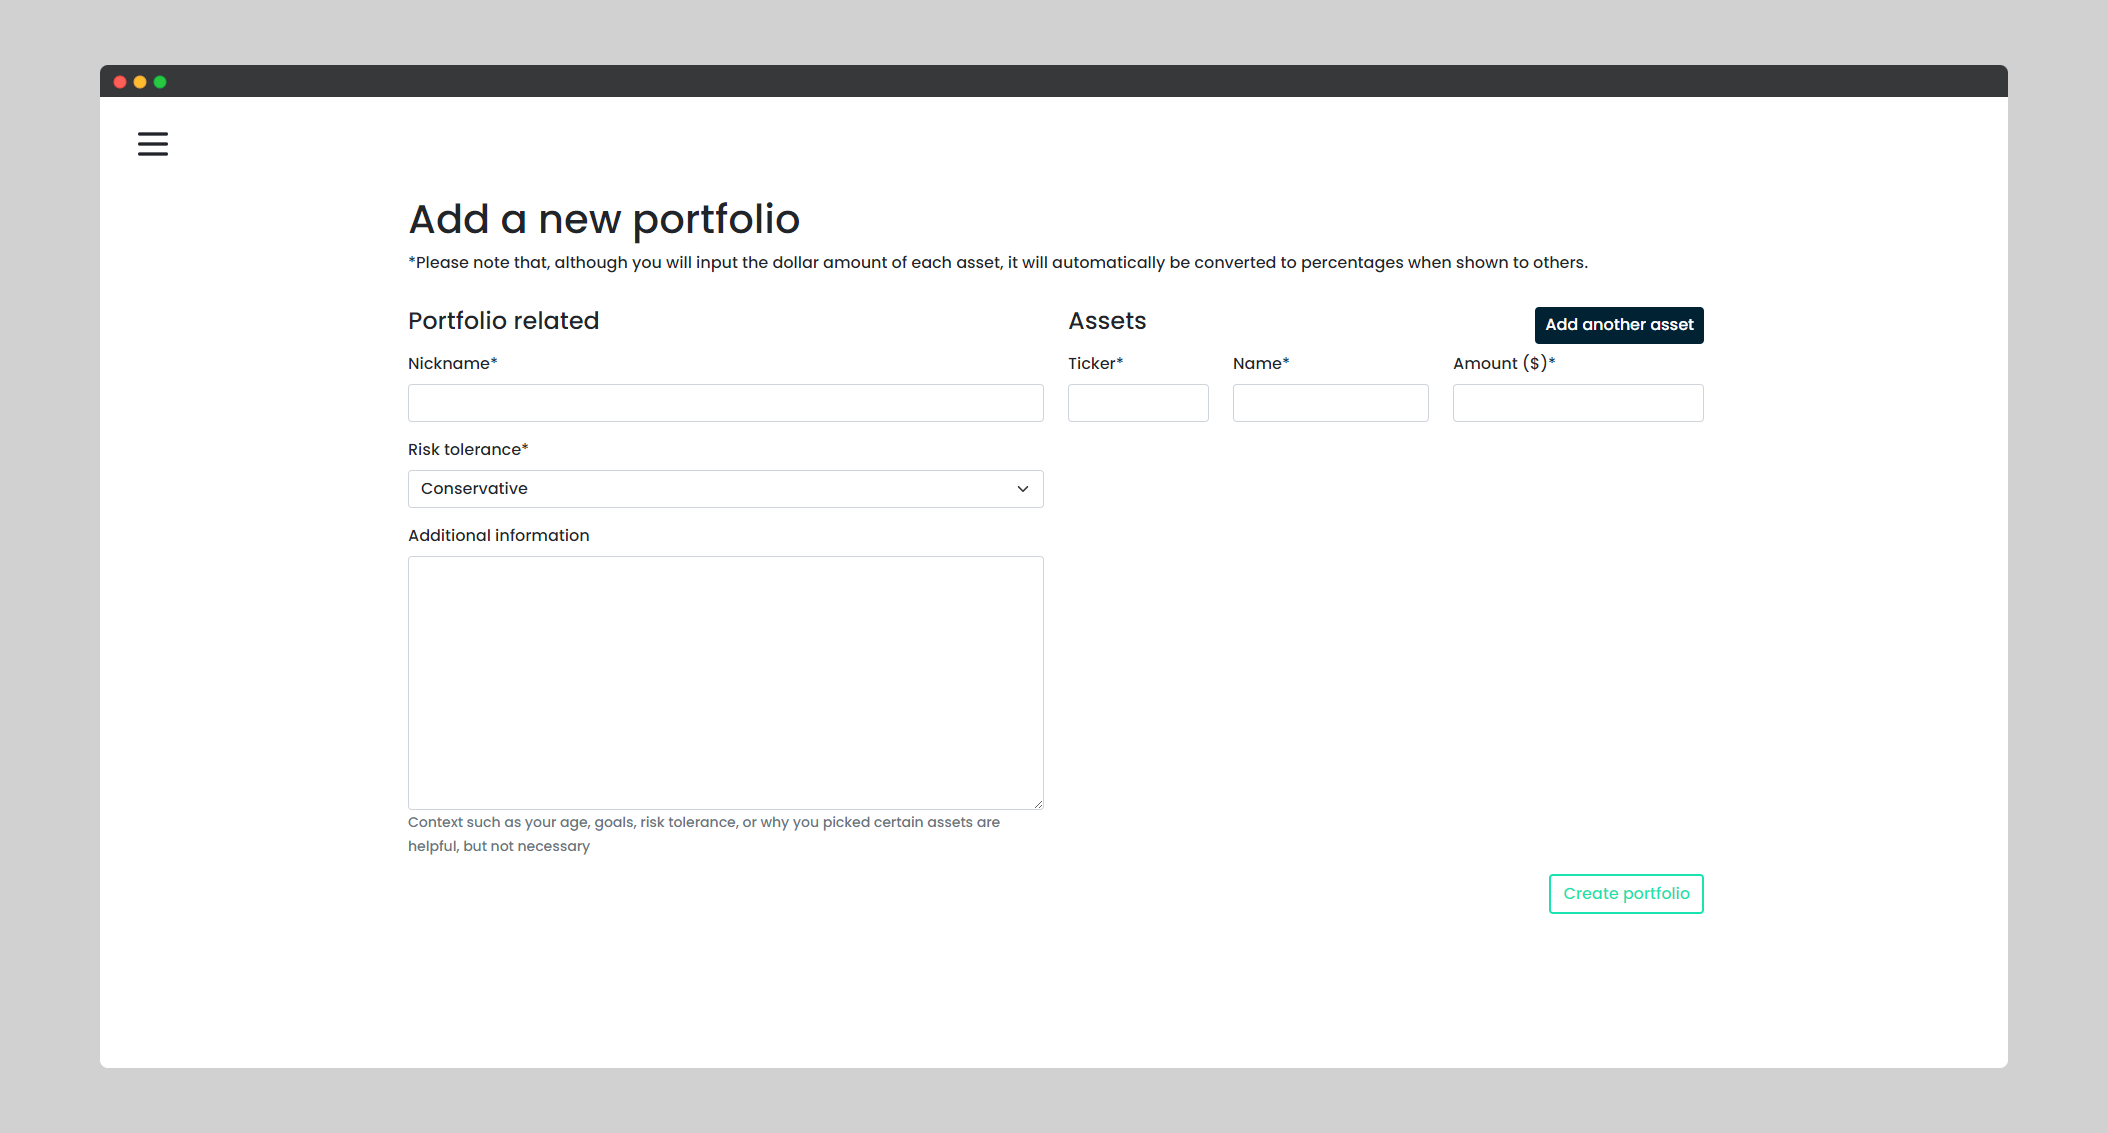 Add a new portfolio
*Please note that, although you will input the dollar amount of each asset, it will automatically be converted to percentages when shown to others.
Portfolio related
Nickname*
Risk tolerance*
Conservative
Additional information
Context such as your age, goals, risk tolerance, or why you picked certain assets are
helpful, but not necessary
Assets
Add another asset
Ticker*
Name*
Amount ($)*
Create portfolio